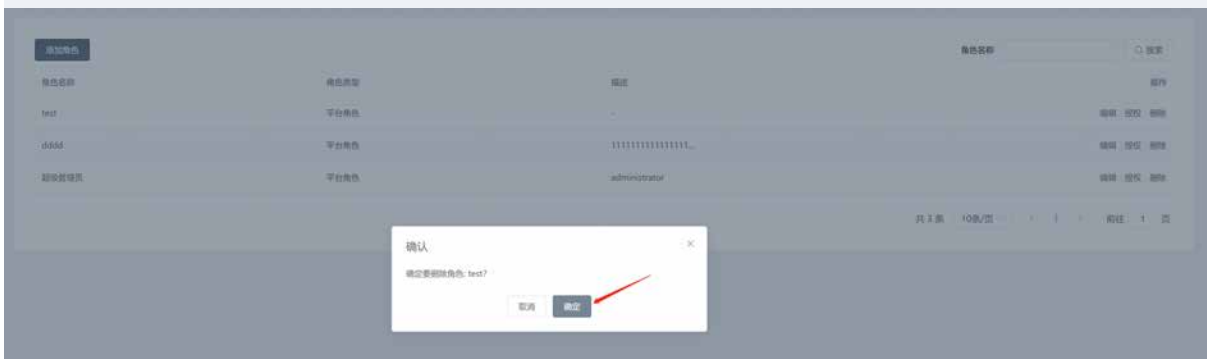 添加角色 角色名称 搜索
角色名称 角色类型 描述 操作
test 平台角色 - 编辑 授权 删除
dddd 平台角色 1111111111111111... 编辑 授权 删除
超级管理员 平台角色 administrator 编辑 授权 删除
共 3 条 10条/页 1 前往 1 页
确认
确定要删除角色: test?
取消 确定